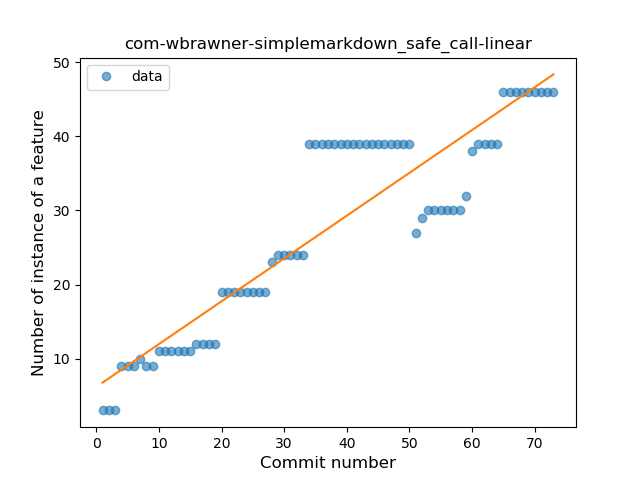 com-wbrawner-simplemarkdown_safe_call-linear
data
Number of instance of a feature
50
40
30
20
10
0 10 20 30 40 50 60 70
Commit number